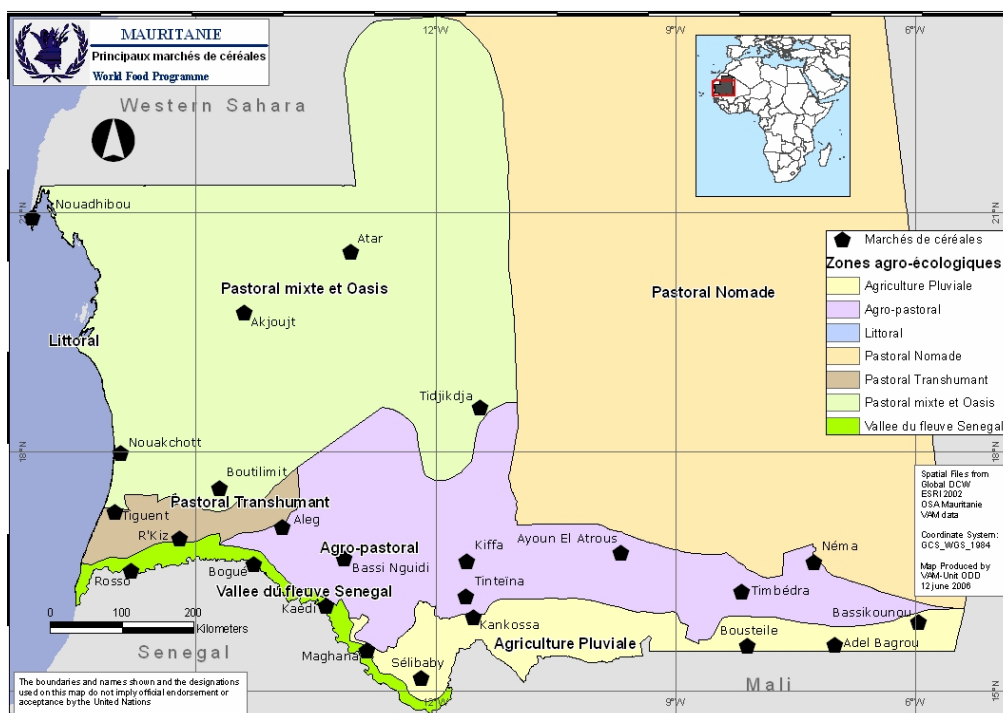 MAURITANIE
Principaux marchés de céréales
World Food Programme
12°W
9°W
6°W
Western Sahara
21°N
21°N
Nouadhibou
Atar
Pastoral mixte et Oasis
Akjoujt
Littoral
Pastoral Nomade
Marchés de céréales
Zones agro-écologiques
Agriculture Pluviale
Agro-pastoral
Littoral
Pastoral Nomade
Pastoral Transhumant
Pastoral mixte et Oasis
Vallee du fleuve Senegal
Tidjikdja
Nouakchott
18°N
18°N
Boutilimit
Pastoral Transhumant
Tiguent
Aleg
R'Kiz
Agro-pastoral
Bassi Nguidi
Kiffa
Ayoun El Atrous
Néma
Rosso
Bogué
Vallee du fleuve Senegal
Tinteïna
Timbédra
Kaédi
Kankossa
Bassikounou
Agriculture Pluviale
Bousteile
Adel Bagrou
Maghana
Sélibaby
Senegal
Mali
100 50 0 100 200
Kilometers
Spatial Files from
Global DCW
ESRI 2002
OSA Mauritanie
VAM data
Coordinate System:
GCS_WGS_1984
Map Produced by
VAM-Unit ODD
12 june 2006
The boundaries and names shown and the designations
used on this map do not imply official endorsement or
acceptance by the United Nations
15°N
12°W
9°W
6°W